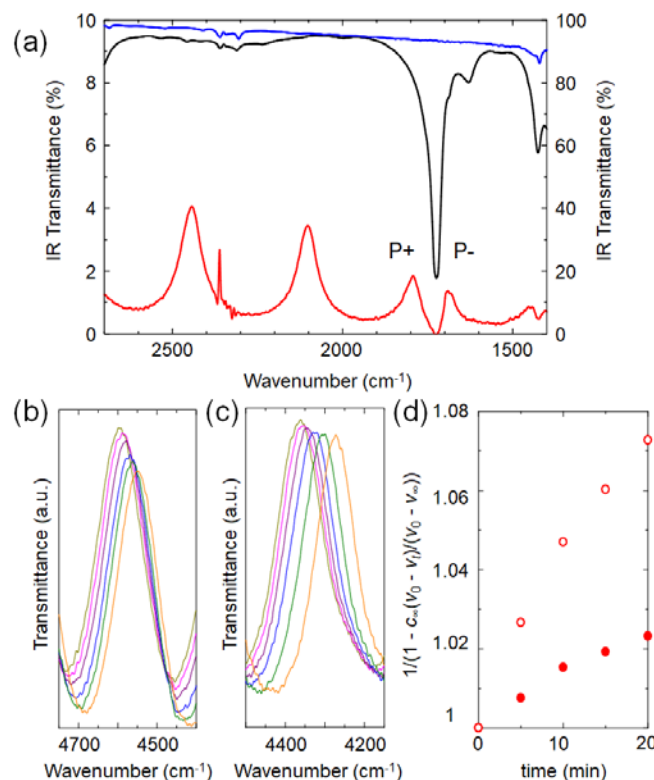 (a)
10
100
8
80
6
60
4
40
2
20
0
0
IR Transmittance (%)
IR Transmittance (%)
P+ P-
2500 2000 1500
Wavenumber (cm⁻¹)
(b)
Transmittance (a.u.)
4700 4500
Wavenumber (cm⁻¹)
(c)
Transmittance (a.u.)
4400 4200
Wavenumber (cm⁻¹)
(d)
1/(1 - c∞(ν0 - νt)/(ν0 - ν∞))
1.08
1.06
1.04
1.02
1
0 10 20
time (min)